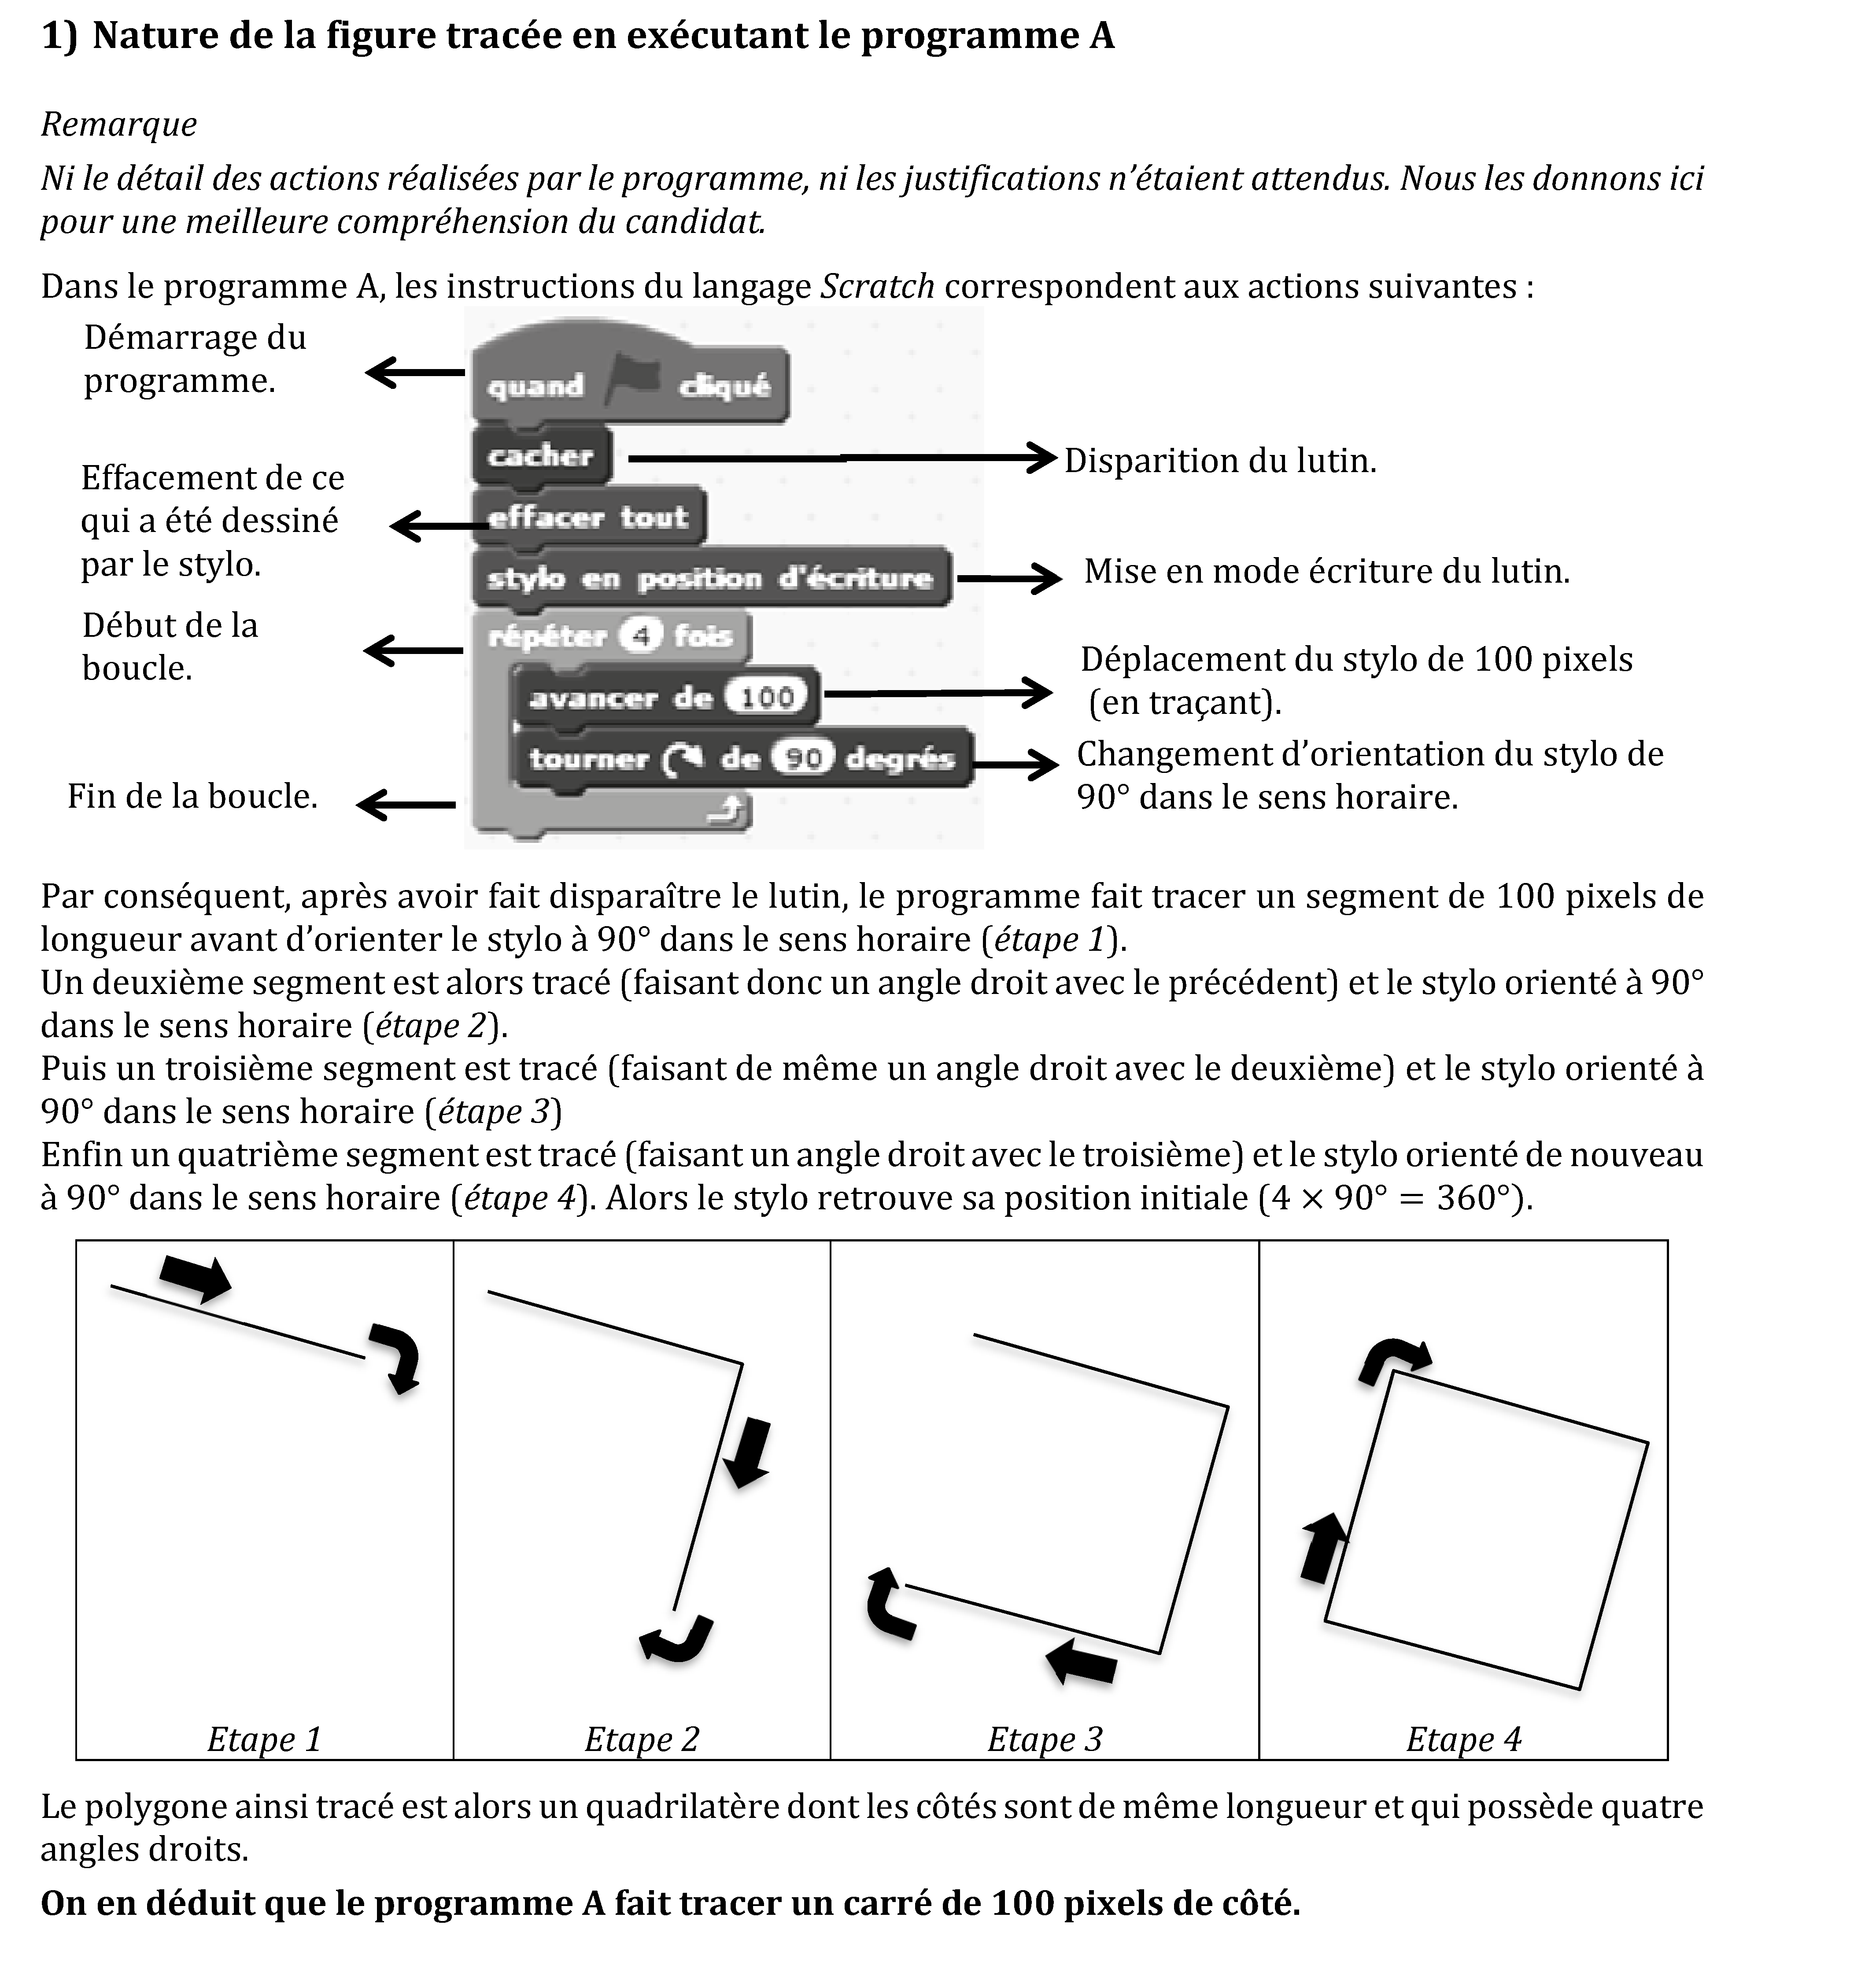 1) Nature de la figure tracée en exécutant le programme A
Remarque
Ni le détail des actions réalisées par le programme, ni les justifications n'étaient attendus. Nous les donnons ici
pour une meilleure compréhension du candidat.
Dans le programme A, les instructions du langage Scratch correspondent aux actions suivantes :
Démarrage du
programme.
quand cliqué
cacher
Disparition du lutin.
Effacement de ce
qui a été dessiné
par le stylo.
effacer tout
stylo en position d'écriture
Mise en mode écriture du lutin.
Début de la
boucle.
répéter 4 fois
avancer de 100
Déplacement du stylo de 100 pixels
(en traçant).
tourner de 90 degrés
Changement d'orientation du stylo de
90° dans le sens horaire.
Fin de la boucle.
Par conséquent, après avoir fait disparaître le lutin, le programme fait tracer un segment de 100 pixels de
longueur avant d'orienter le stylo à 90° dans le sens horaire (étape 1).
Un deuxième segment est alors tracé (faisant donc un angle droit avec le précédent) et le stylo orienté à 90°
dans le sens horaire (étape 2).
Puis un troisième segment est tracé (faisant de même un angle droit avec le deuxième) et le stylo orienté à
90° dans le sens horaire (étape 3)
Enfin un quatrième segment est tracé (faisant un angle droit avec le troisième) et le stylo orienté de nouveau
à 90° dans le sens horaire (étape 4). Alors le stylo retrouve sa position initiale (4 × 90° = 360°).
Etape 1
Etape 2
Etape 3
Etape 4
Le polygone ainsi tracé est alors un quadrilatère dont les côtés sont de même longueur et qui possède quatre
angles droits.
On en déduit que le programme A fait tracer un carré de 100 pixels de côté.